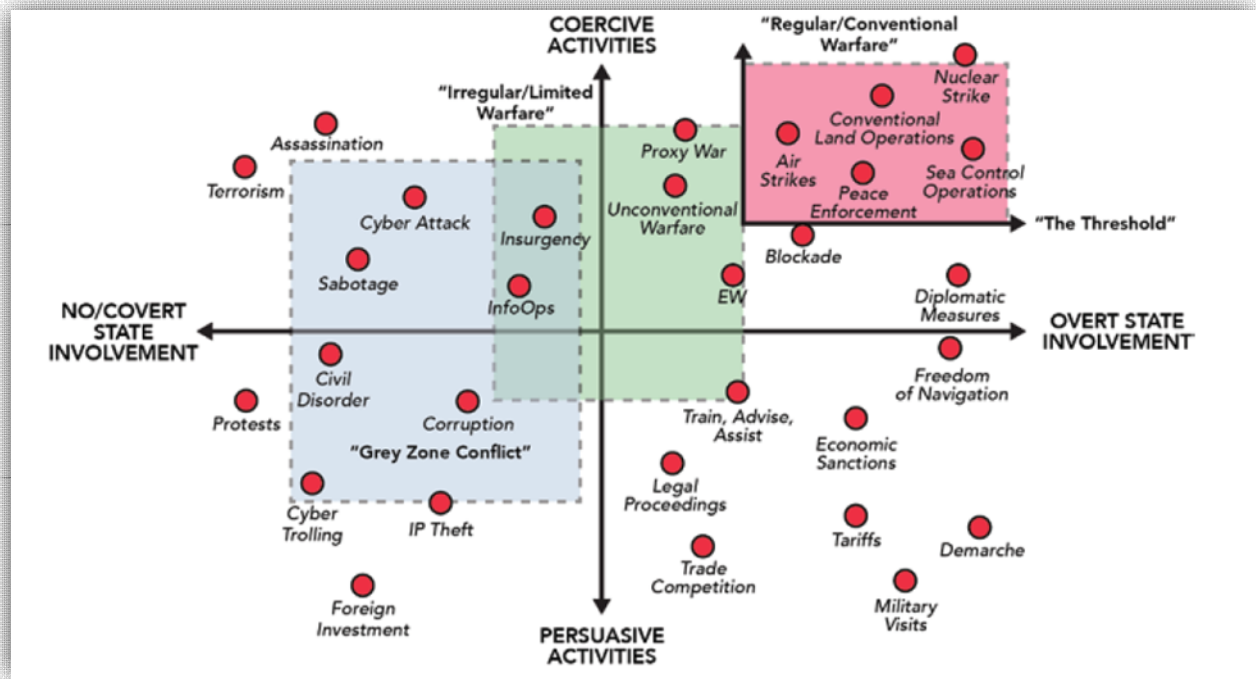 COERCIVE
ACTIVITIES
"Regular/Conventional
Warfare"
"Irregular/Limited
Warfare"
Nuclear
Strike
Assassination
Conventional
Land Operations
Proxy War
Air
Strikes
Sea Control
Operations
Terrorism
Peace
Enforcement
Cyber Attack
Unconventional
Warfare
Insurgency
"The Threshold"
Blockade
Sabotage
InfoOps
EW
Diplomatic
Measures
NO/COVERT
STATE
INVOLVEMENT
OVERT STATE
INVOLVEMENT
Civil
Disorder
Freedom
of Navigation
Protests
Corruption
Train, Advise,
Assist
Economic
Sanctions
"Grey Zone Conflict"
Legal
Proceedings
Cyber
Trolling
IP Theft
Tariffs
Demarche
Trade
Competition
Foreign
Investment
Military
Visits
PERSUASIVE
ACTIVITIES